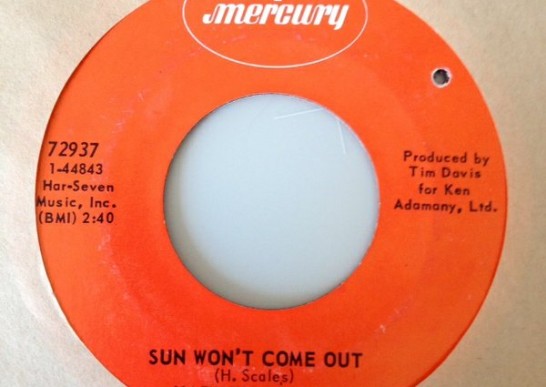 mercury
72937
1-44843
Har-Seven
Music, Inc.
(BMI) 2:40
Produced by
Tim Davis
for Ken
Adamany, Ltd.
SUN WON'T COME OUT
(H. Scales)